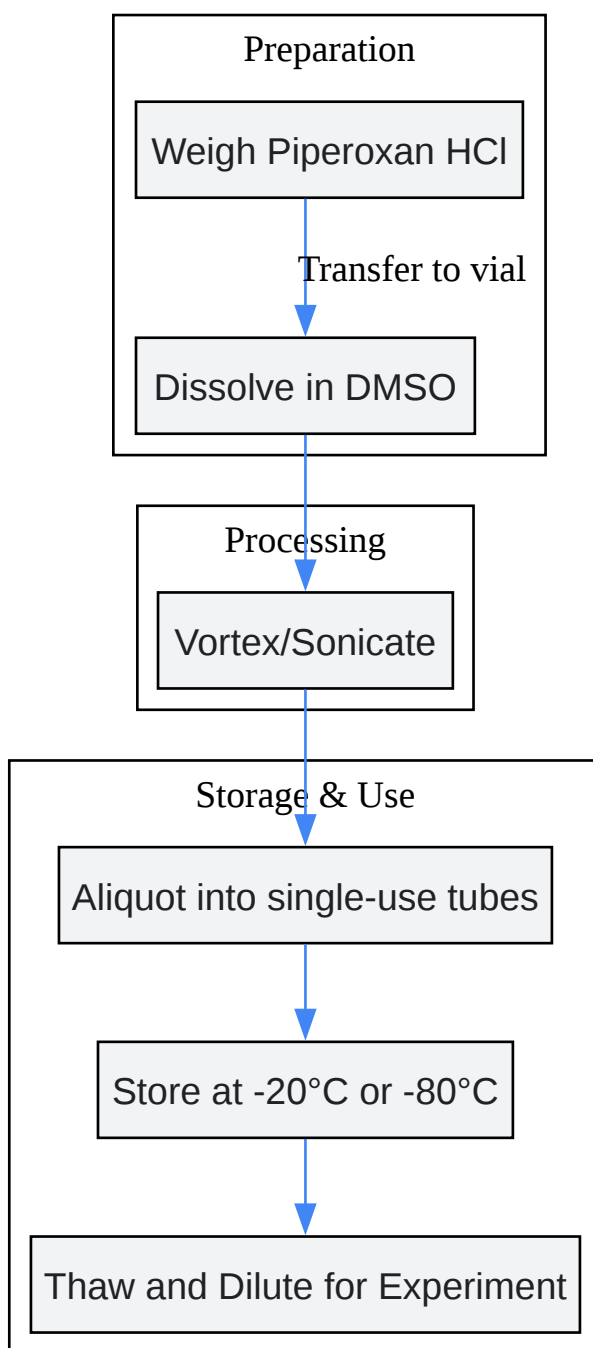 Preparation
Weigh Piperoxan HCl
Transfer to vial
Dissolve in DMSO
Processing
Vortex/Sonicate
Storage & Use
Aliquot into single-use tubes
Store at -20°C or -80°C
Thaw and Dilute for Experiment